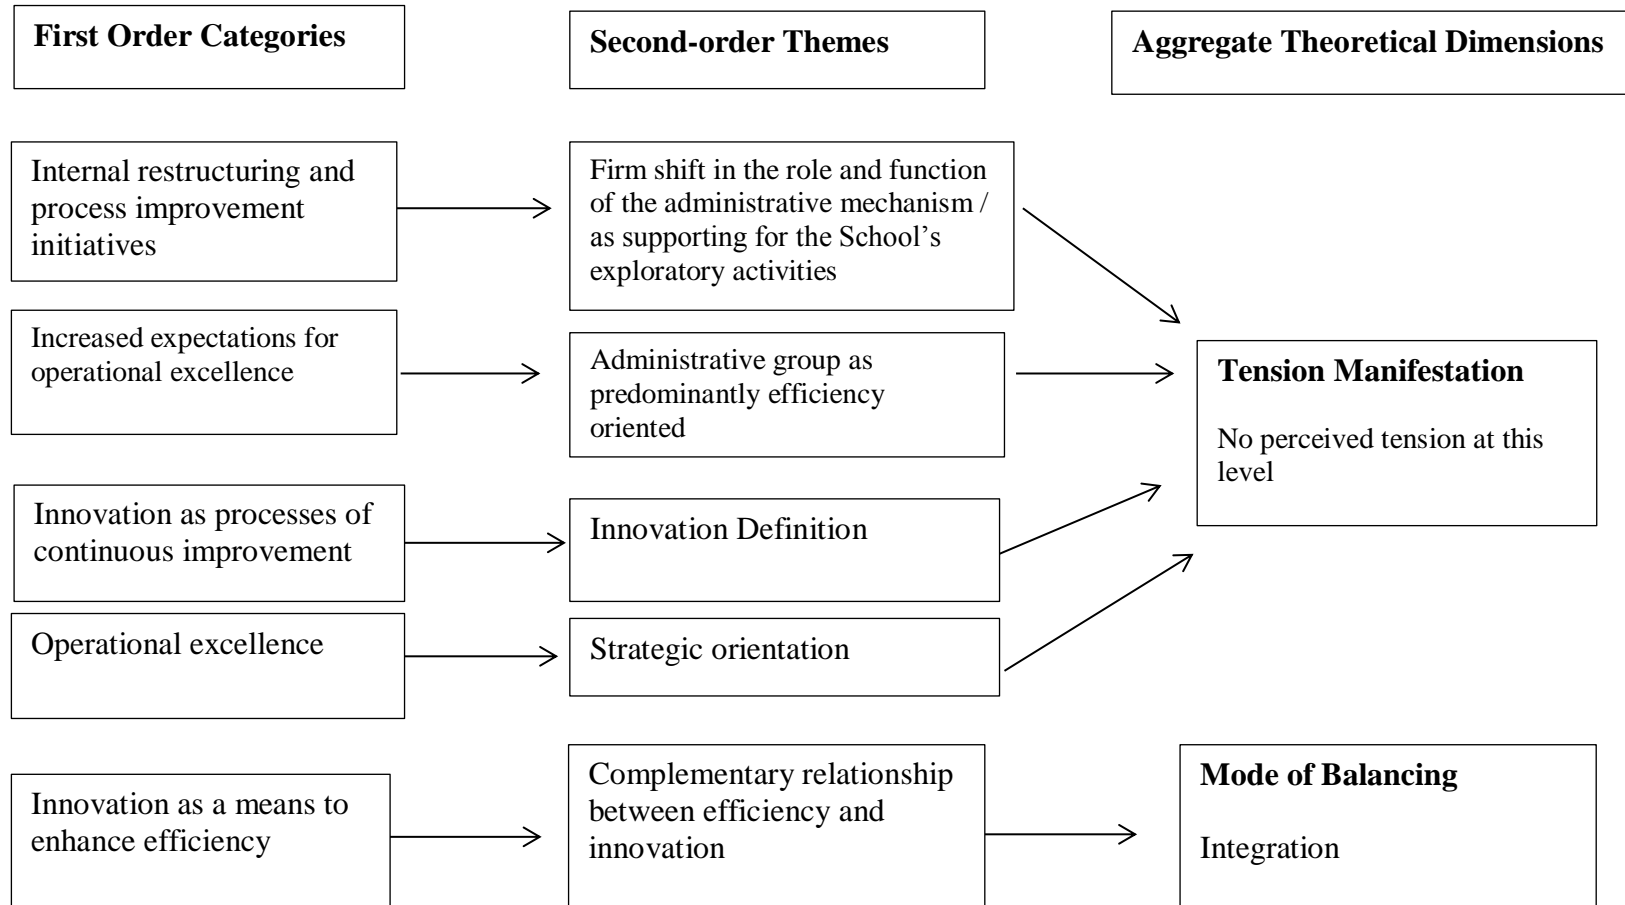 First Order Categories
Second-order Themes
Aggregate Theoretical Dimensions
Internal restructuring and
process improvement
initiatives
Firm shift in the role and function
of the administrative mechanism /
as supporting for the School’s
exploratory activities
Increased expectations for
operational excellence
Administrative group as
predominantly efficiency
oriented
Tension Manifestation
No perceived tension at this
level
Innovation as processes of
continuous improvement
Innovation Definition
Operational excellence
Strategic orientation
Innovation as a means to
enhance efficiency
Complementary relationship
between efficiency and
innovation
Mode of Balancing
Integration